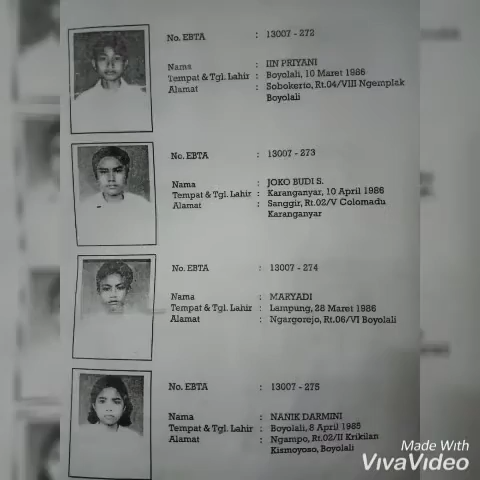 No. EBTA : 13007 - 272
Nama : IIN PRIYANI
Tempat & Tgl. Lahir : Boyolali, 10 Maret 1986
Alamat : Sobokerto, Rt.04/VIII Ngemplak
Boyolali
No. EBTA : 13007 - 273
Nama : JOKO BUDI S.
Tempat & Tgl. Lahir : Karanganyar, 10 April 1986
Alamat : Sanggir, Rt.02/V Colomadu
Karanganyar
No. EBTA : 13007 - 274
Nama : MARYADI
Tempat & Tgl. Lahir : Lampung, 28 Maret 1986
Alamat : Ngargorejo, Rt.06/VI Boyolali
No. EBTA : 13007 - 275
Nama : NANIK DARMINI
Tempat & Tgl. Lahir : Boyolali, 8 April 1985
Alamat : Ngampo, Rt.02/II Krikilan
Kismoyoso, Boyolali
Made With
VivaVideo